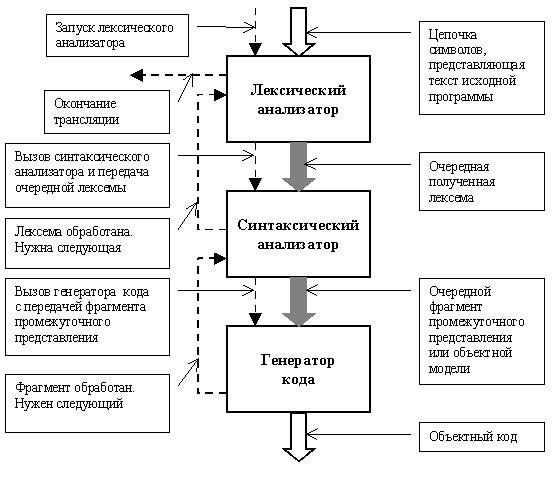 Запуск лексического
анализатора
Окончание
трансляции
Вызов синтаксического
анализатора и передача
очередной лексемы
Лексема обработана.
Нужна следующая
Вызов генератора кода
с передачей фрагмента
промежуточного
представления
Фрагмент обработан.
Нужен следующий
Лексический
анализатор
Синтаксический
анализатор
Генератор
кода
Цепочка
символов,
представляющая
текст исходной
программы
Очередная
полученная
лексема
Очередной
фрагмент
промежуточного
представления
или объектной
модели
Объектный код